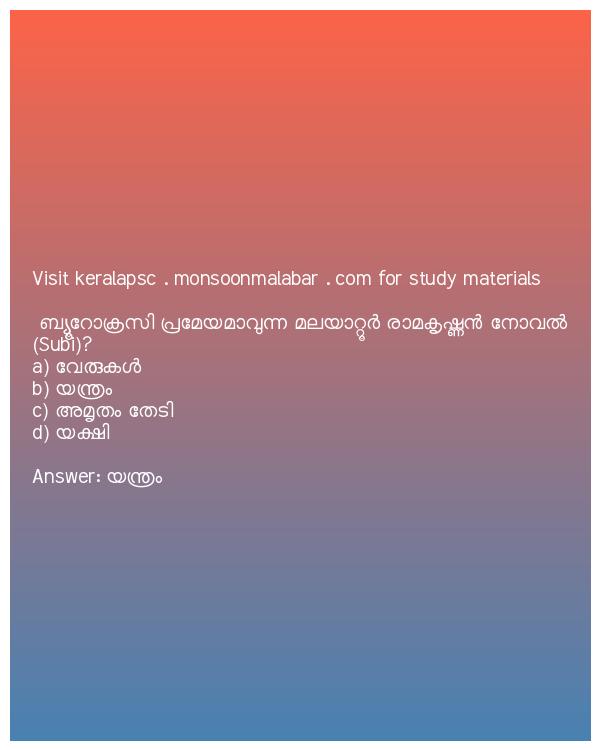 Visit keralapsc . monsoonmalabar . com for study materials
ബ്യൂറോക്രസി പ്രമേയമാവുന്ന മലയാറ്റൂർ രാമകൃഷ്ണൻ നോവൽ
(Subi)?
a) വേരുകൾ
b) യന്ത്രം
c) അമൃതം തേടി
d) യക്ഷി
Answer: യന്ത്രം